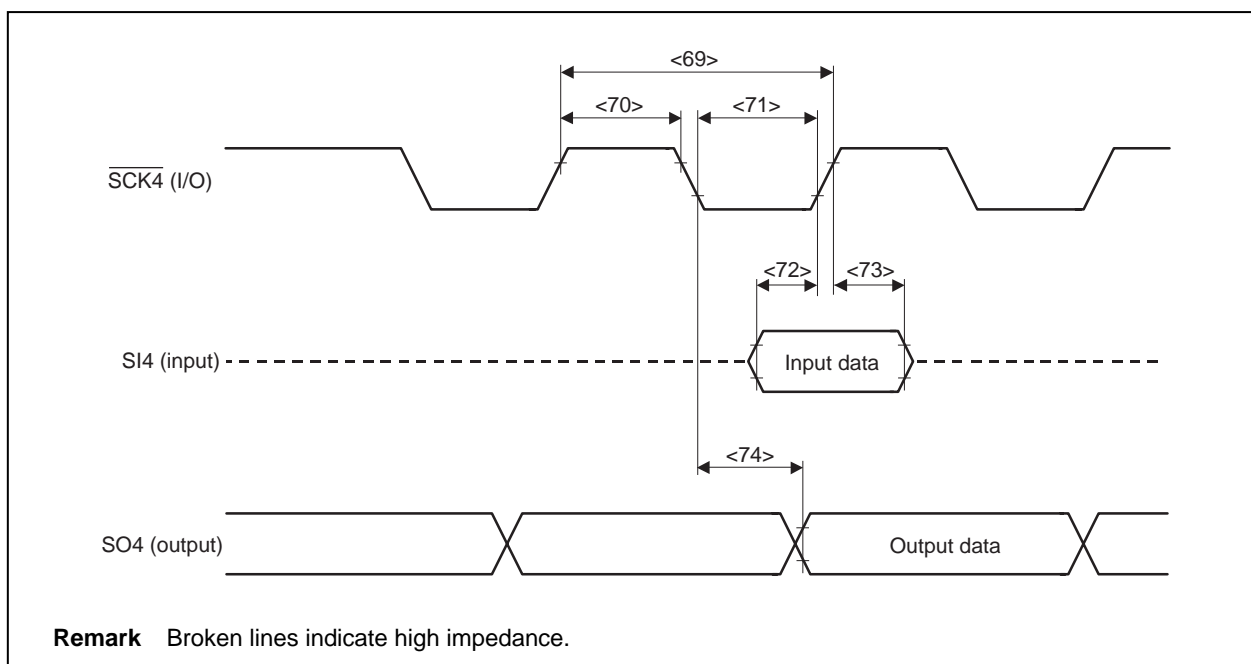 <69>
<70>
<71>
SCK4 (I/O)
<72>
<73>
SI4 (input)
Input data
<74>
SO4 (output)
Output data
Remark Broken lines indicate high impedance.